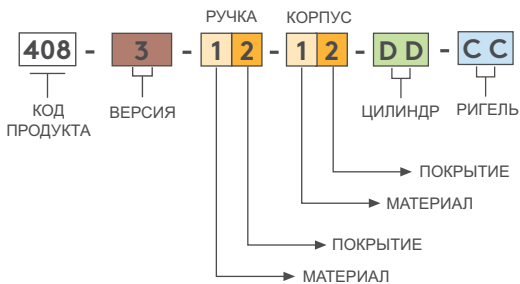 РУЧКА КОРПУС
408 - 3 - 1 2 - 1 2 - D D - C C
КОД ПРОДУКТА
ВЕРСИЯ
ЦИЛИНДР
РИГЕЛЬ
ПОКРЫТИЕ
МАТЕРИАЛ
ПОКРЫТИЕ
МАТЕРИАЛ